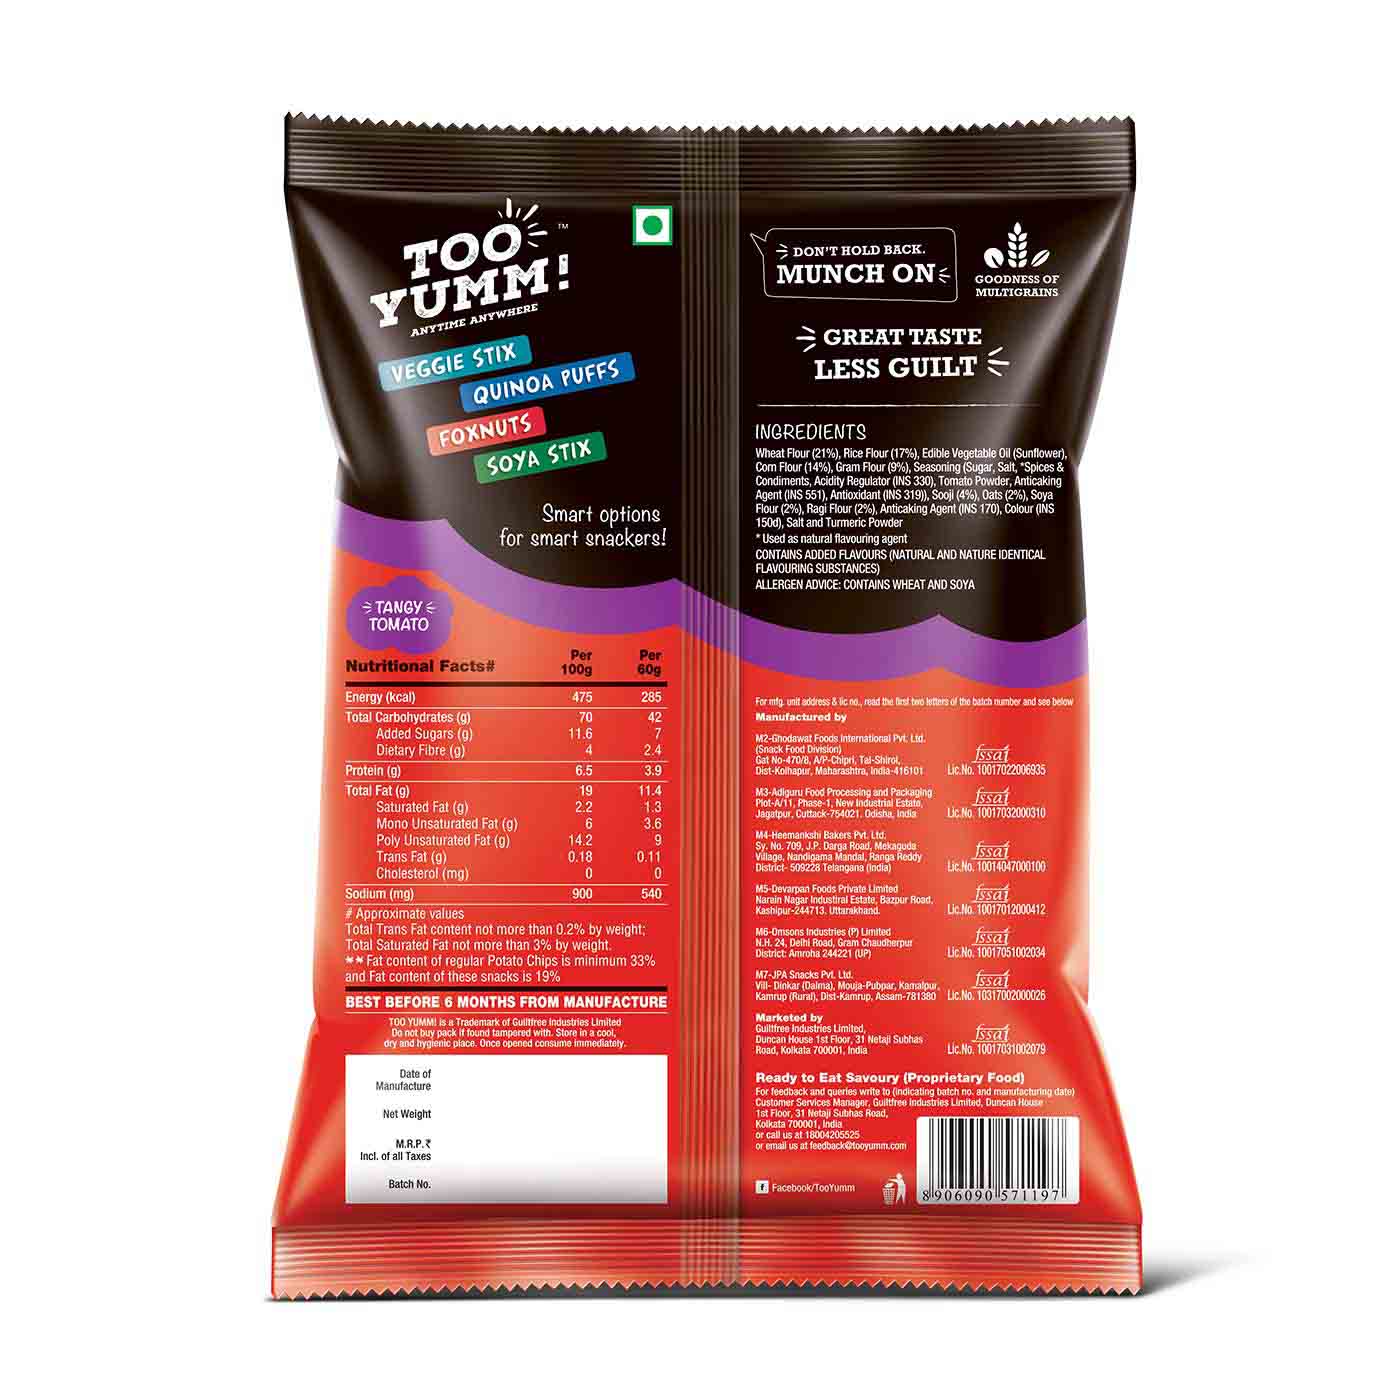 TOO
YUMM!
TM
ANYTIME ANYWHERE
VEGGIE STIX
QUINOA PUFFS
FOXNUTS
SOYA STIX
Smart options
for smart snackers!
TANGY
TOMATO
Nutritional Facts# Per 100g Per 60g
Energy (kcal) 475 285
Total Carbohydrates (g) 70 42
Added Sugars (g) 11.6 7
Dietary Fibre (g) 4 2.4
Protein (g) 6.5 3.9
Total Fat (g) 19 11.4
Saturated Fat (g) 2.2 1.3
Mono Unsaturated Fat (g) 6 3.6
Poly Unsaturated Fat (g) 14.2 9
Trans Fat (g) 0.18 0.11
Cholesterol (mg) 0 0
Sodium (mg) 900 540
# Approximate values
Total Trans Fat content not more than 0.2% by weight;
Total Saturated Fat not more than 3% by weight.
**Fat content of regular Potato Chips is minimum 33%
and Fat content of these snacks is 19%
BEST BEFORE 6 MONTHS FROM MANUFACTURE
TOO YUMM! is a Trademark of Guiltfree Industries Limited
Do not buy pack if found tampered with. Store in a cool,
dry and hygienic place. Once opened consume immediately.
Date of
Manufacture
Net Weight
M.R.P. ₹
Incl. of all Taxes
Batch No.
DON'T HOLD BACK.
MUNCH ON
GOODNESS OF
MULTIGRAINS
GREAT TASTE
LESS GUILT
INGREDIENTS
Wheat Flour (21%), Rice Flour (17%), Edible Vegetable Oil (Sunflower),
Corn Flour (14%), Gram Flour (9%), Seasoning (Sugar, Salt, *Spices &
Condiments, Acidity Regulator (INS 330), Tomato Powder, Anticaking
Agent (INS 551), Antioxidant (INS 319)), Sooji (4%), Oats (2%), Soya
Flour (2%), Ragi Flour (2%), Anticaking Agent (INS 170), Colour (INS
150d), Salt and Turmeric Powder
* Used as natural flavouring agent
CONTAINS ADDED FLAVOURS (NATURAL AND NATURE IDENTICAL
FLAVOURING SUBSTANCES)
ALLERGEN ADVICE: CONTAINS WHEAT AND SOYA
For mfg. unit address & lic no., read the first two letters of the batch number and see below
Manufactured by
M2-Ghodawat Foods International Pvt. Ltd.
(Snack Food Division)
Gat No-470/8, A/P-Chipri, Tal-Shirol,
Dist-Kolhapur, Maharashtra, India-416101
fssai
Lic.No. 10017022006935
M3-Adiguru Food Processing and Packaging
Plot-A/11, Phase-1, New Industrial Estate,
Jagatpur, Cuttack-754021. Odisha, India
fssai
Lic.No. 10017032000310
M4-Heemankshi Bakers Pvt. Ltd.
Sy. No. 709, J.P. Darga Road, Mekaguda
Village, Nandigama Mandal, Ranga Reddy
District- 509228 Telangana (India)
fssai
Lic.No. 10014047000100
M5-Devarpan Foods Private Limited
Narain Nagar Industiral Estate, Bazpur Road,
Kashipur-244713. Uttarakhand.
fssai
Lic.No. 10017012000412
M6-Omsons Industries (P) Limited
N.H. 24, Delhi Road, Gram Chaudherpur
District: Amroha 244221 (UP)
fssai
Lic.No. 10017051002034
M7-JPA Snacks Pvt. Ltd.
Vill- Dinkar (Dalma), Mouja-Pubpar, Kamalpur,
Kamrup (Rural), Dist-Kamrup, Assam-781380
fssai
Lic.No. 10317002000026
Marketed by
Guiltfree Industries Limited,
Duncan House 1st Floor, 31 Netaji Subhas
Road, Kolkata 700001, India
fssai
Lic.No. 10017031002079
Ready to Eat Savoury (Proprietary Food)
For feedback and queries write to (indicating batch no. and manufacturing date)
Customer Services Manager, Guiltfree Industries Limited, Duncan House
1st Floor, 31 Netaji Subhas Road,
Kolkata 700001, India
or call us at 18004205525
or email us at feedback@tooyumm.com
f Facebook/TooYumm
8 906090 571197